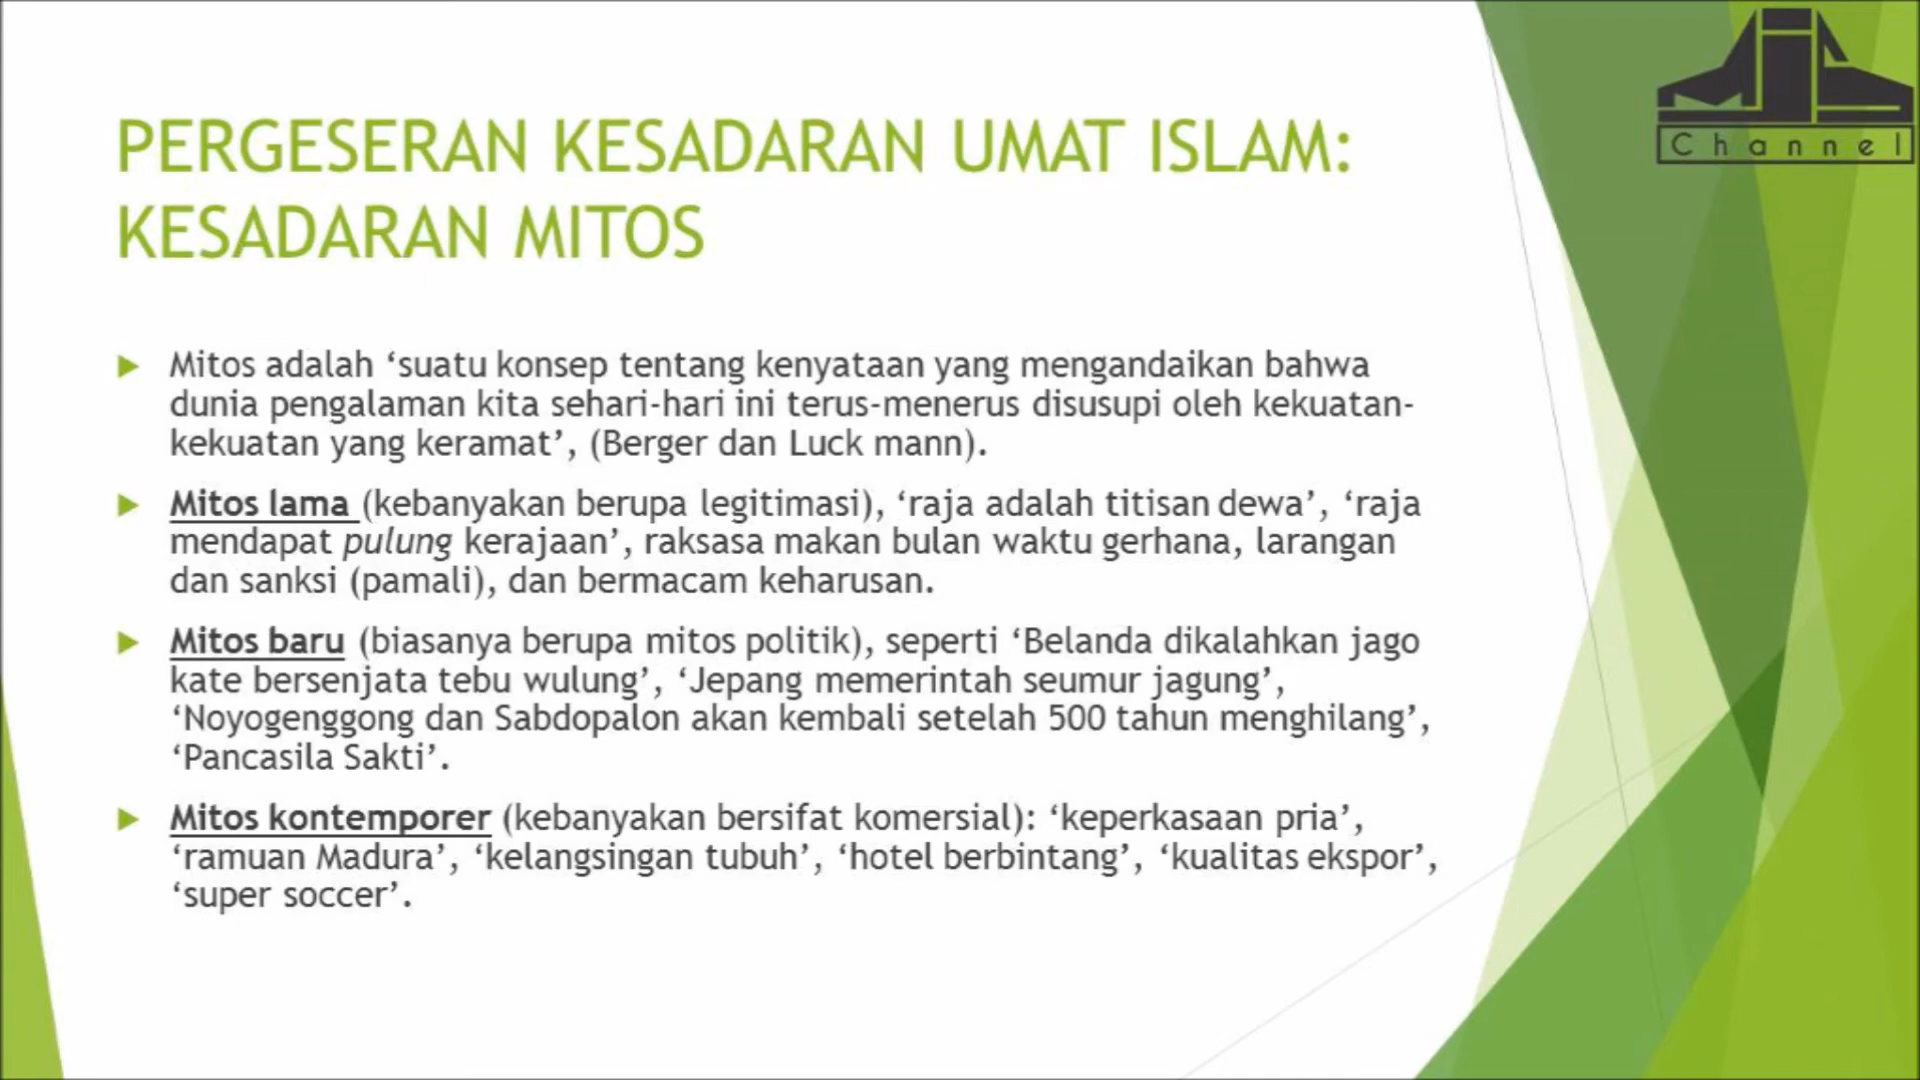 PERGESERAN KESADARAN UMAT ISLAM:
KESADARAN MITOS
Mitos adalah ‘suatu konsep tentang kenyataan yang mengandaikan bahwa
dunia pengalaman kita sehari-hari ini terus-menerus disusupi oleh kekuatan-
kekuatan yang keramat’, (Berger dan Luck mann).
Mitos lama (kebanyakan berupa legitimasi), ‘raja adalah titisan dewa’, ‘raja
mendapat pulung kerajaan’, raksasa makan bulan waktu gerhana, larangan
dan sanksi (pamali), dan bermacam keharusan.
Mitos baru (biasanya berupa mitos politik), seperti ‘Belanda dikalahkan jago
kate bersenjata tebu wulung’, ‘Jepang memerintah seumur jagung’,
‘Noyogenggong dan Sabdopalon akan kembali setelah 500 tahun menghilang’,
‘Pancasila Sakti’.
Mitos kontemporer (kebanyakan bersifat komersial): ‘keperkasaan pria’,
‘ramuan Madura’, ‘kelangsingan tubuh’, ‘hotel berbintang’, ‘kualitas ekspor’,
‘super soccer’.
Channel